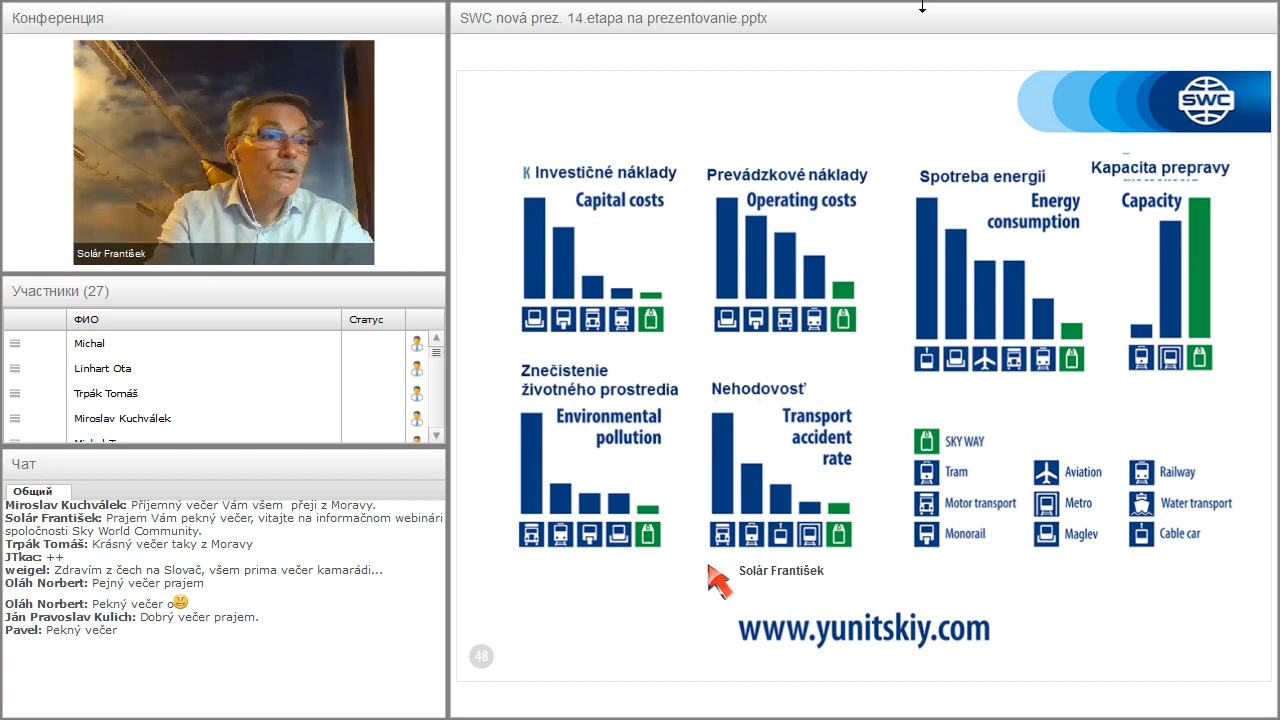 Конференция
Solár František
Участники (27)
ФИО Статус
Michal
Linhart Ota
Trpák Tomáš
Miroslav Kuchválek
Чат
Общий
Miroslav Kuchválek: Příjemný večer Vám všem přeji z Moravy.
Solár František: Prajem Vám pekný večer, vitajte na informačnom webinári
spoločnosti Sky World Community.
Trpák Tomáš: Krásný večer taky z Moravy
JTkac: ++
weigel: Zdravím z čech na Slovač, všem prima večer kamarádi...
Oláh Norbert: Pejný večer prajem
Oláh Norbert: Pekný večer o
Ján Pravoslav Kulich: Dobrý večer prajem.
Pavel: Pekný večer
SWC nová prez. 14.etapa na prezentovanie.pptx
SWC
K Investičné náklady
Capital costs
Prevádzkové náklady
Operating costs
Spotreba energií
Energy
consumption
Kapacita prepravy
Capacity
Znečistenie
životného prostredia
Environmental
pollution
Nehodovosť
Transport
accident
rate
SKY WAY
Tram Aviation Railway
Motor transport Metro Water transport
Monorail Maglev Cable car
Solár František
www.yunitskiy.com
48